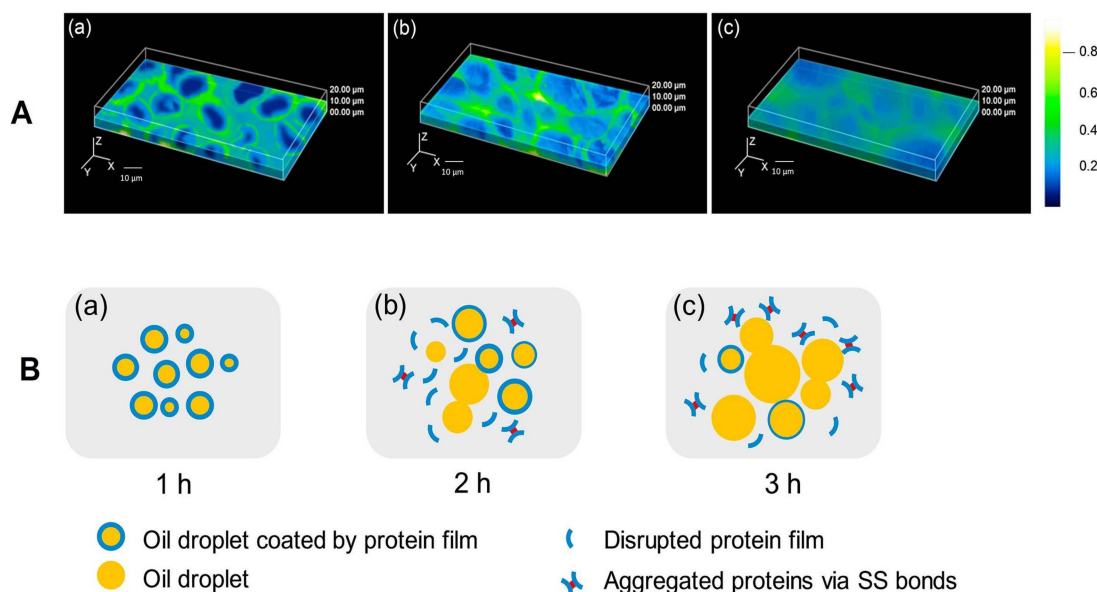 A
(a)
20.00 µm
10.00 µm
00.00 µm
Z
Y
X
10 µm
(b)
20.00 µm
10.00 µm
00.00 µm
Z
Y
X
10 µm
(c)
20.00 µm
10.00 µm
00.00 µm
Z
Y
X
10 µm
0.8
0.6
0.4
0.2
B
(a)
(b)
(c)
1 h
2 h
3 h
Oil droplet coated by protein film
Disrupted protein film
Oil droplet
Aggregated proteins via SS bonds